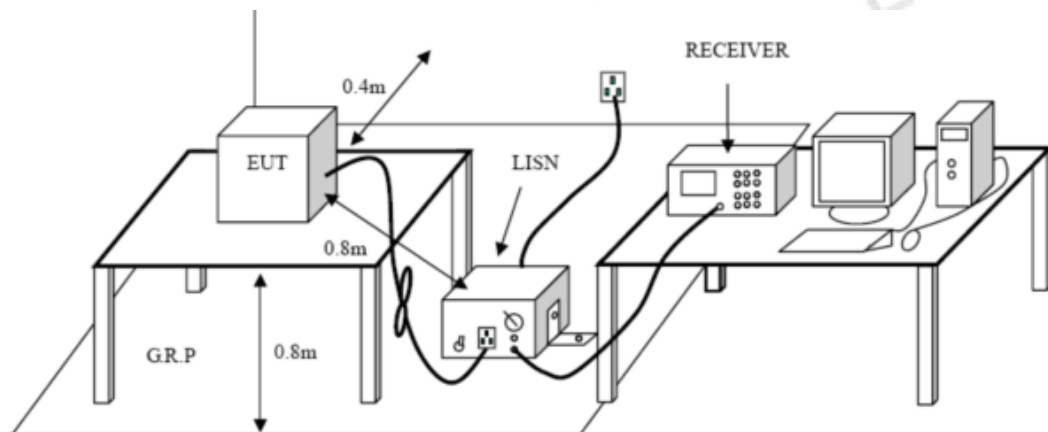 RECEIVER
0.4m
EUT
LISN
0.8m
G.R.P
0.8m